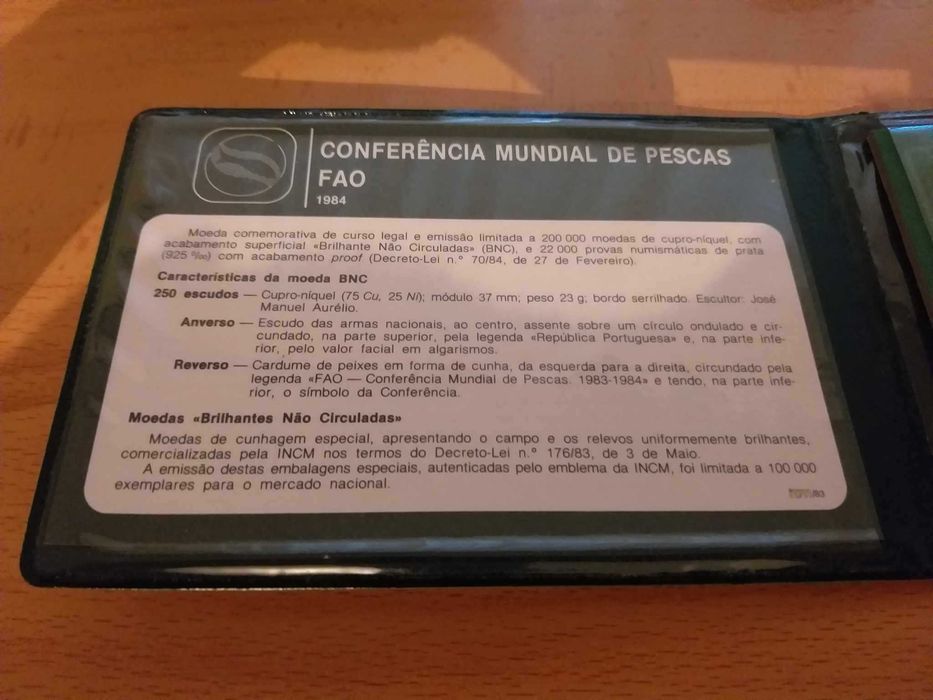 CONFERÊNCIA MUNDIAL DE PESCAS
FAO
1984
Moeda comemorativa de curso legal e emissão limitada a 200 000 moedas de cupro-níquel, com
acabamento superficial «Brilhante Não Circuladas» (BNC), e 22 000 provas numismáticas de prata
(925 ‰) com acabamento proof (Decreto-Lei n.º 70/84, de 27 de Fevereiro).
Características da moeda BNC
250 escudos — Cupro-níquel (75 Cu, 25 Ni); módulo 37 mm; peso 23 g; bordo serrilhado. Escultor: José
Manuel Aurélio.
Anverso — Escudo das armas nacionais, ao centro, assente sobre um círculo ondulado e cir-
cundado, na parte superior, pela legenda «República Portuguesa» e, na parte infe-
rior, pelo valor facial em algarismos.
Reverso — Cardume de peixes em forma de cunha, da esquerda para a direita, circundado pela
legenda «FAO — Conferência Mundial de Pescas. 1983-1984» e tendo, na parte infe-
rior, o símbolo da Conferência.
Moedas «Brilhantes Não Circuladas»
Moedas de cunhagem especial, apresentando o campo e os relevos uniformemente brilhantes,
comercializadas pela INCM nos termos do Decreto-Lei n.º 176/83, de 3 de Maio.
A emissão destas embalagens especiais, autenticadas pelo emblema da INCM, foi limitada a 100 000
exemplares para o mercado nacional.
/83